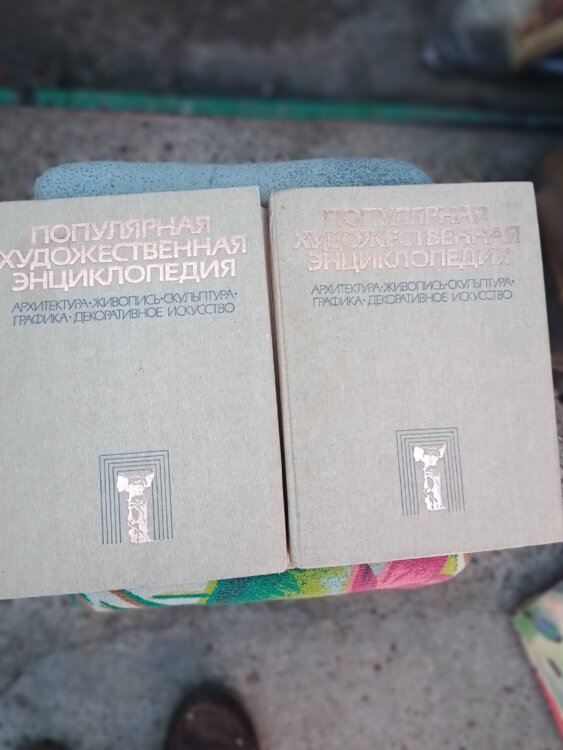 ПОПУЛЯРНАЯ
ХУДОЖЕСТВЕННАЯ
ЭНЦИКЛОПЕДИЯ
АРХИТЕКТУРА•ЖИВОПИСЬ•СКУЛЬПТУРА•
ГРАФИКА•ДЕКОРАТИВНОЕ ИСКУССТВО
ПОПУЛЯРНАЯ
ХУДОЖЕСТВЕННАЯ
ЭНЦИКЛОПЕДИЯ
АРХИТЕКТУРА•ЖИВОПИСЬ•СКУЛЬПТУРА•
ГРАФИКА•ДЕКОРАТИВНОЕ ИСКУССТВО